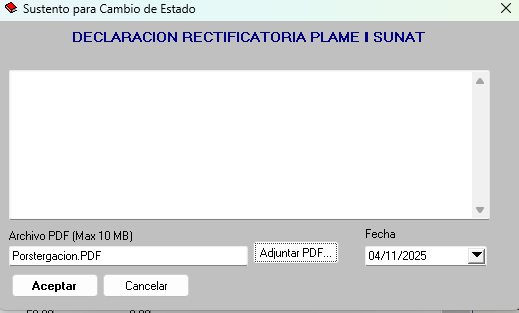 Sustento para Cambio de Estado
DECLARACION RECTIFICATORIA PLAME I SUNAT
Archivo PDF (Max 10 MB)
Fecha
Porstergacion.PDF
Adjuntar PDF...
04/11/2025
Aceptar
Cancelar